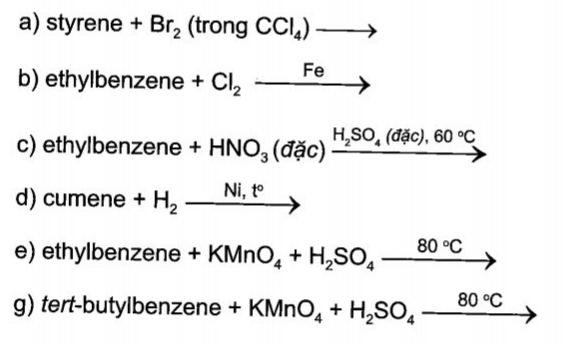 a) styrene + Br₂ (trong CCl₄) ⟶
b) ethylbenzene + Cl₂ Fe ⟶
c) ethylbenzene + HNO₃ (đặc) H₂SO₄ (đặc), 60 °C ⟶
d) cumene + H₂ Ni, tº ⟶
e) ethylbenzene + KMnO₄ + H₂SO₄ 80 °C ⟶
g) tert-butylbenzene + KMnO₄ + H₂SO₄ 80 °C ⟶